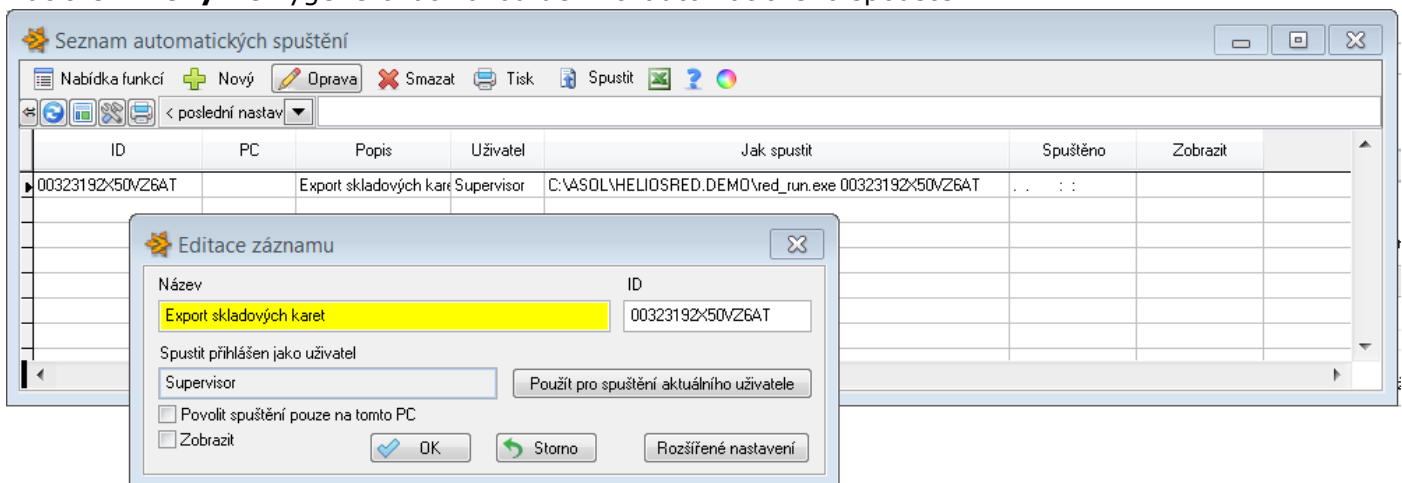 Seznam automatických spuštění
Nabídka funkcí Nový Oprava Smazat Tisk Spustit
< poslední nastav
ID PC Popis Uživatel Jak spustit Spuštěno Zobrazit
00323192X50VZ6AT Export skladových kare Supervisor C:\ASOL\HELIOSRED.DEMO\red_run.exe 00323192X50VZ6AT . . : :
Editace záznamu
Název ID
Export skladových karet 00323192X50VZ6AT
Spustit přihlášen jako uživatel
Supervisor Použít pro spuštění aktuálního uživatele
Povolit spuštění pouze na tomto PC
Zobrazit OK Storno Rozšířené nastavení